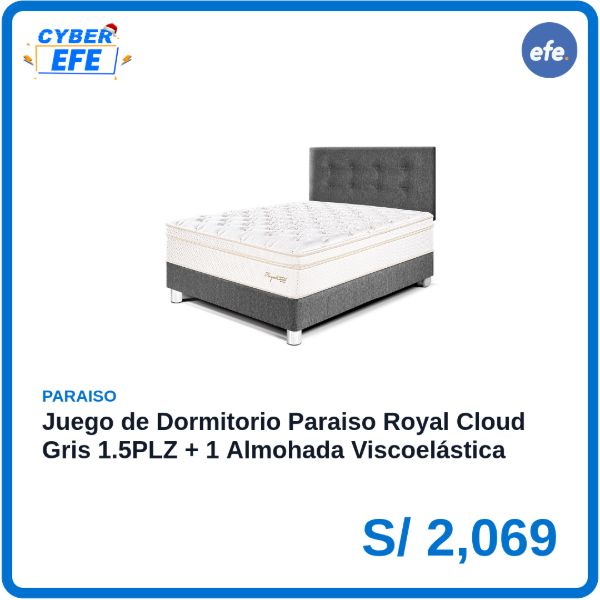 CYBER
EFE
efe.
PARAISO
Juego de Dormitorio Paraiso Royal Cloud
Gris 1.5PLZ + 1 Almohada Viscoelástica
S/ 2,069